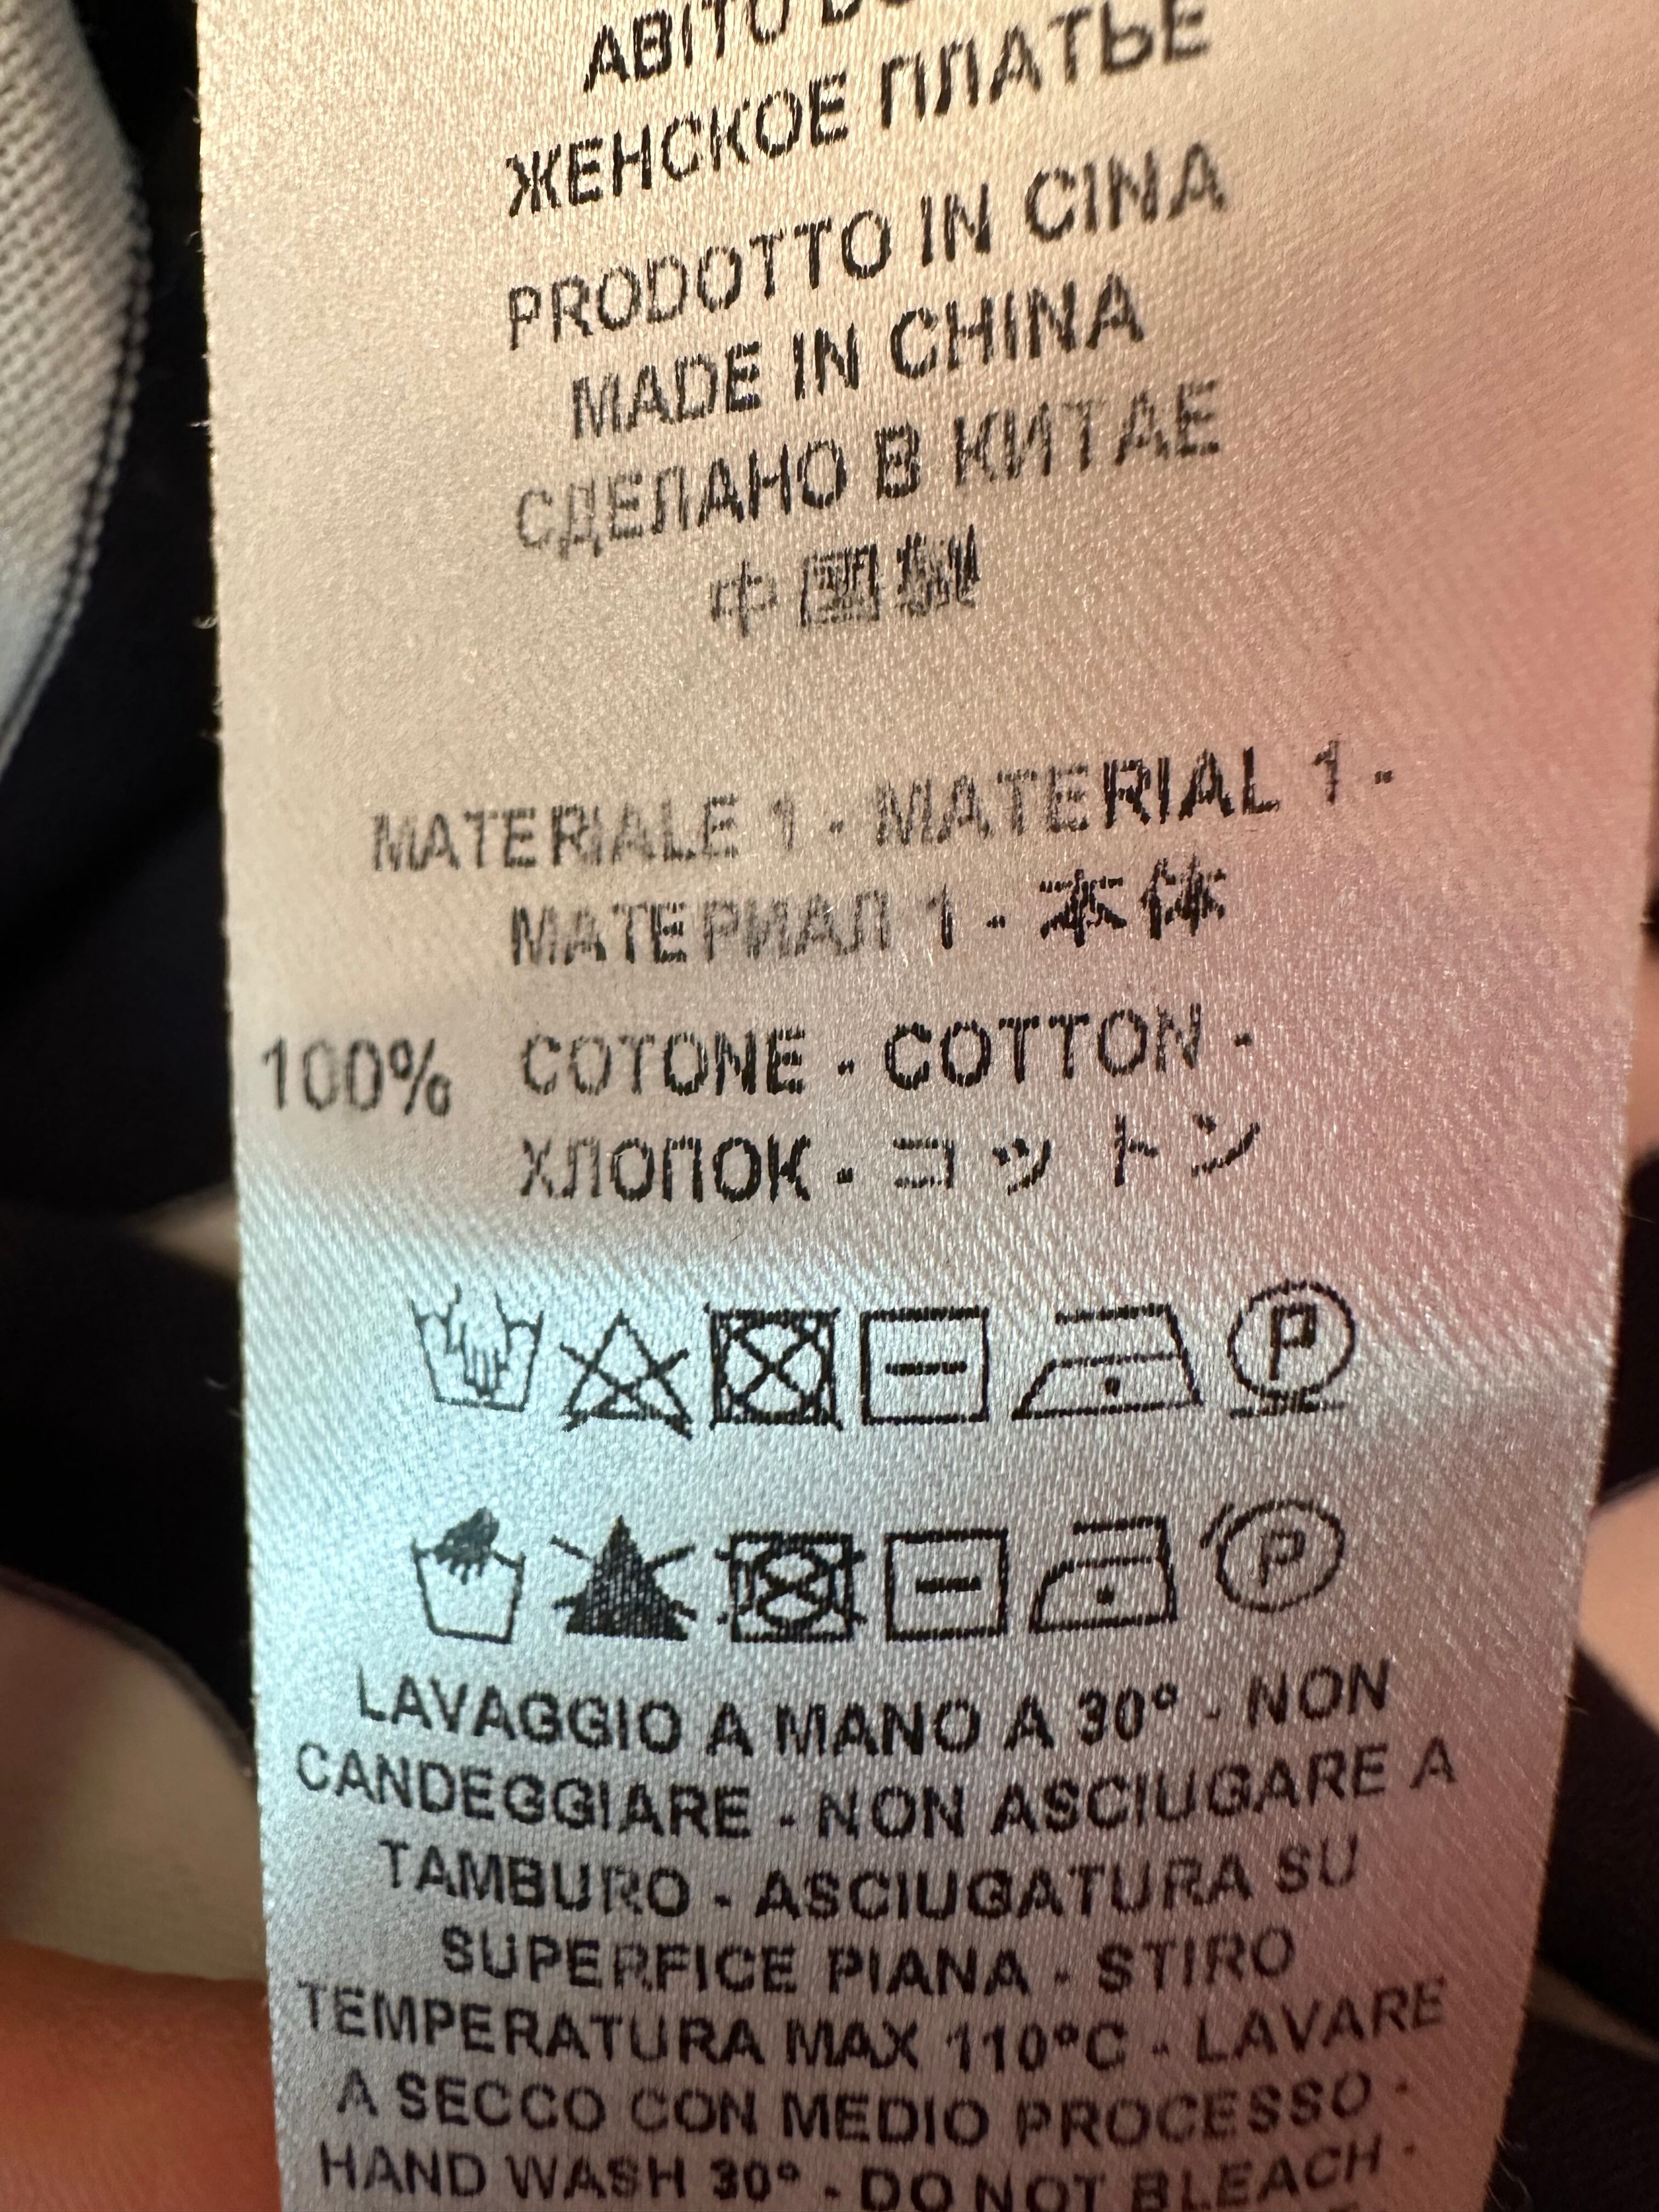 ABITO
ЖЕНСКОЕ ПЛАТЬЕ
PRODOTTO IN CINA
MADE IN CHINA
СДЕЛАНО В КИТАЕ
中国製
MATERIALE 1 - MATERIAL 1 -
МАТЕРИАЛ 1 - 本体
100% COTONE - COTTON -
ХЛОПОК - コットン
P
P
LAVAGGIO A MANO A 30° - NON
CANDEGGIARE - NON ASCIUGARE A
TAMBURO - ASCIUGATURA SU
SUPERFICE PIANA - STIRO
TEMPERATURA MAX 110°C - LAVARE
A SECCO CON MEDIO PROCESSO -
HAND WASH 30° - DO NOT BLEACH -